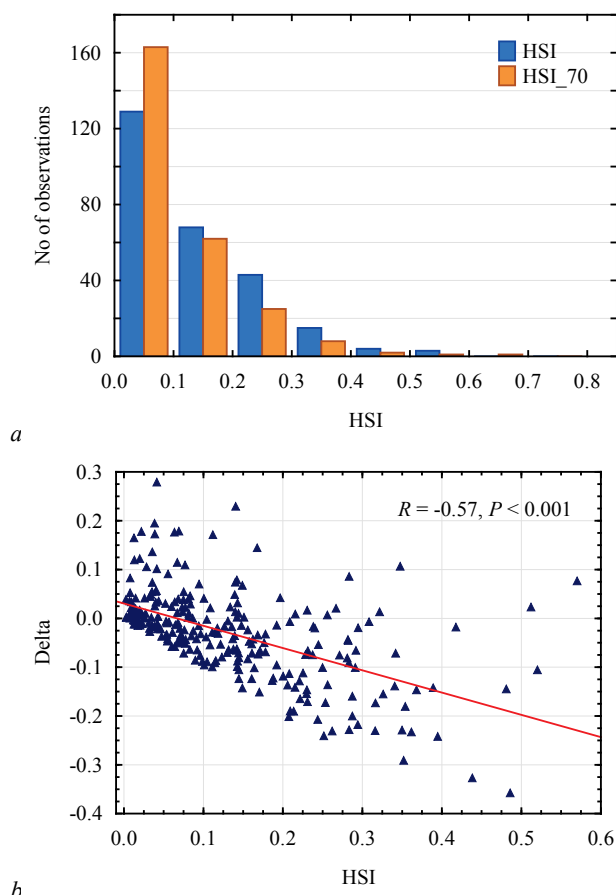 160
120
80
40
0
No of observations
HSI
HSI_70
0.0 0.1 0.2 0.3 0.4 0.5 0.6 0.7 0.8
HSI
a
0.3
0.2
0.1
0.0
-0.1
-0.2
-0.3
-0.4
Delta
R = -0.57, P < 0.001
0.0 0.1 0.2 0.3 0.4 0.5 0.6
HSI
b